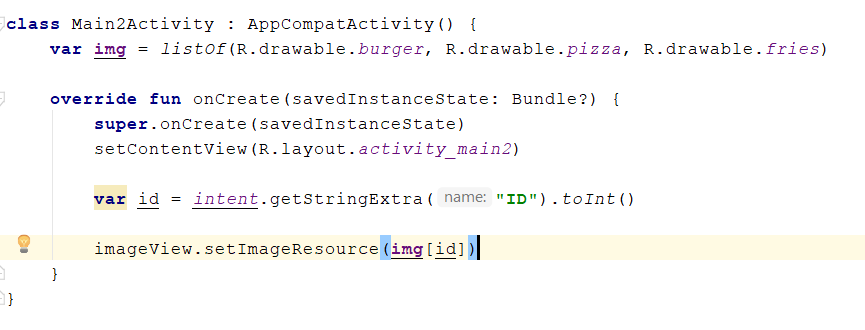 class Main2Activity : AppCompatActivity() {
    var img = listOf(R.drawable.burger, R.drawable.pizza, R.drawable.fries)
    override fun onCreate(savedInstanceState: Bundle?) {
        super.onCreate(savedInstanceState)
        setContentView(R.layout.activity_main2)
        var id = intent.getStringExtra( name: "ID").toInt()
        imageView.setImageResource(img[id])
    }
}